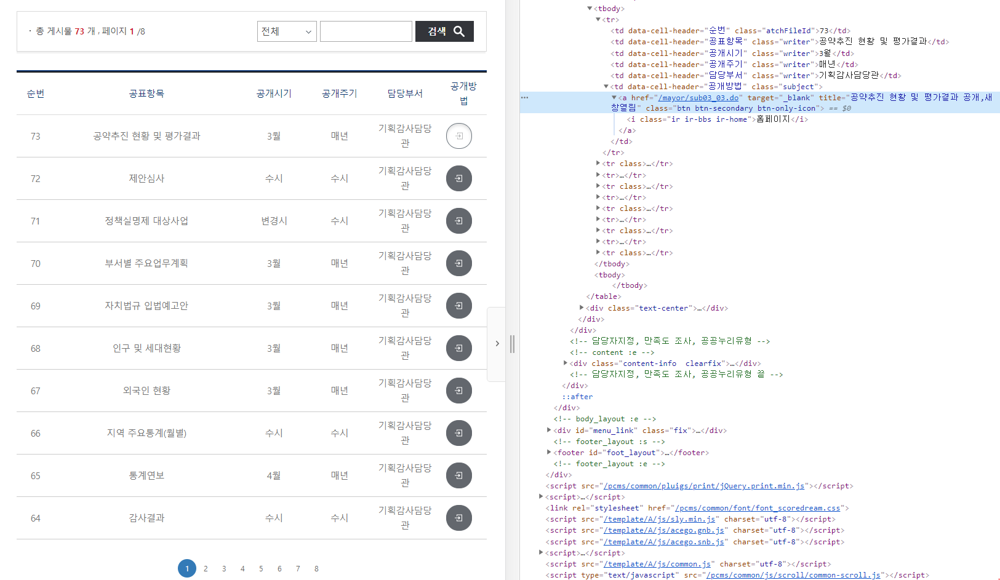 · 총 게시물 73 개 , 페이지 1 /8
전체
검색
순번 공표항목 공개시기 공개주기 담당부서 공개방
법
73 공약추진 현황 및 평가결과 3월 매년 기획감사담당
관
72 제안심사 수시 수시 기획감사담당
관
71 정책실명제 대상사업 변경시 수시 기획감사담당
관
70 부서별 주요업무계획 3월 매년 기획감사담당
관
69 자치법규 입법예고안 3월 매년 기획감사담당
관
68 인구 및 세대현황 3월 매년 기획감사담당
관
67 외국인 현황 3월 매년 기획감사담당
관
66 지역 주요통계(월별) 수시 수시 기획감사담당
관
65 통계연보 4월 매년 기획감사담당
관
64 감사결과 수시 수시 기획감사담당
관
1 2 3 4 5 6 7 8
▼<tbody>
▼<tr>
<td data-cell-header="순번" class="atchFileId">73</td>
<td data-cell-header="공표항목" class="writer">공약추진 현황 및 평가결과</td>
<td data-cell-header="공개시기" class="writer">3월</td>
<td data-cell-header="공개주기" class="writer">매년</td>
<td data-cell-header="담당부서" class="writer">기획감사담당관</td>
▼<td data-cell-header="공개방법" class="subject">
▼<a href="/mayor/sub03_03.do" target="_blank" title="공약추진 현황 및 평가결과 공개,새
창열림" class="btn btn-secondary btn-only-icon"> == $0
<i class="ir ir-bbs ir-home">홈페이지</i>
</a>
</td>
</tr>
▶<tr class>…</tr>
▶<tr>…</tr>
▶<tr class>…</tr>
▶<tr>…</tr>
▶<tr class>…</tr>
▶<tr>…</tr>
▶<tr class>…</tr>
▶<tr>…</tr>
▶<tr class>…</tr>
</tbody>
<tbody>
</tbody>
</table>
▶<div class="text-center">…</div>
</div>
</div>
<!-- 담당자지정, 만족도 조사, 공공누리유형 -->
<!-- content :e -->
▶<div class="content-info  clearfix">…</div>
<!-- 담당자지정, 만족도 조사, 공공누리유형 끝 -->
</div>
::after
</div>
<!-- body_layout :e -->
▶<div id="menu_link" class="fix">…</div>
<!-- footer_layout :s -->
▶<footer id="foot_layout">…</footer>
<!-- footer_layout :e -->
</div>
<script src="/pcms/common/pluigs/print/jQuery.print.min.js"></script>
▶<script>…</script>
<link rel="stylesheet" href="/pcms/common/font/font_scoredream.css">
<script src="/template/A/js/sly.min.js" charset="utf-8"></script>
<script src="/template/A/js/acego.gnb.js" charset="utf-8"></script>
<script src="/template/A/js/acego.snb.js" charset="utf-8"></script>
▶<script>…</script>
<script src="/template/A/js/common.js" charset="utf-8"></script>
<script type="text/javascript" src="/pcms/common/js/scroll/common-scroll.js"></script>